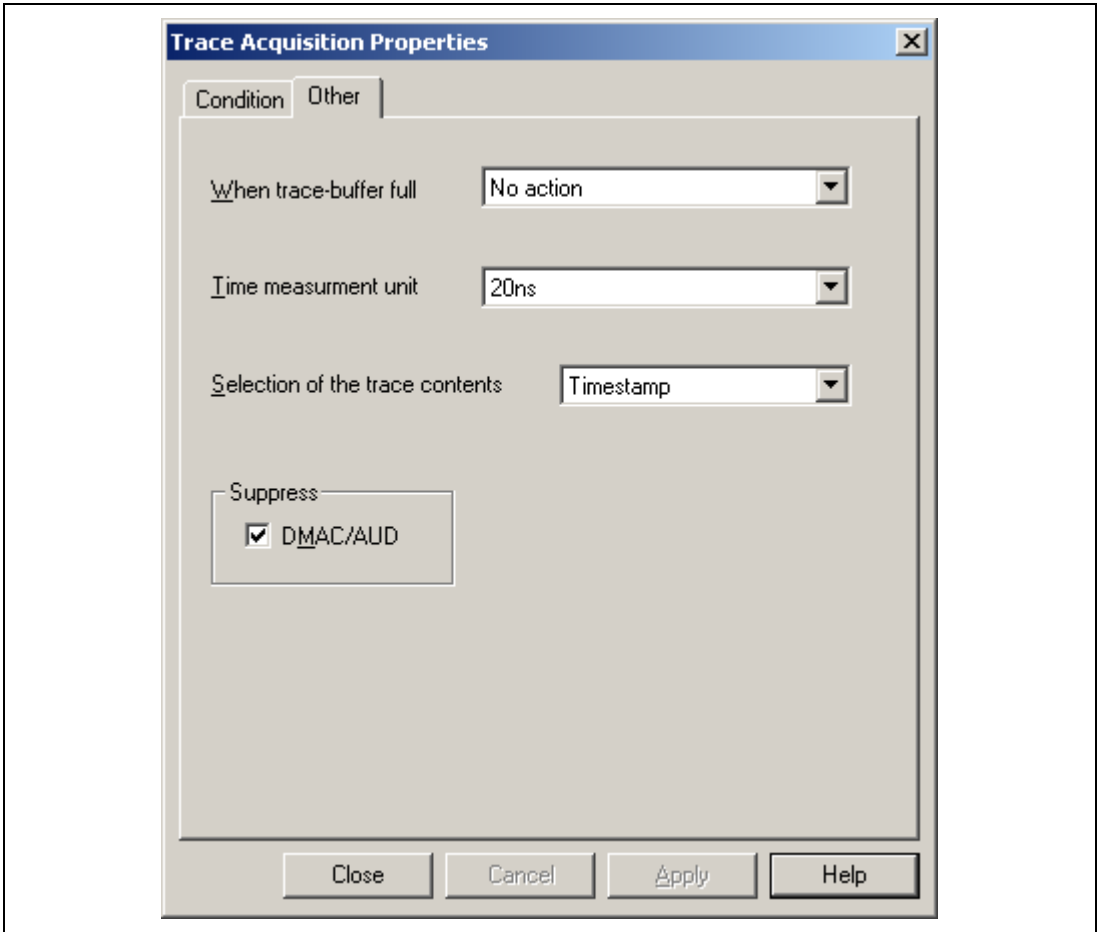 Trace Acquisition Properties
Condition Other
When trace-buffer full No action
Time measurment unit 20ns
Selection of the trace contents Timestamp
Suppress
DMAC/AUD
Close Cancel Apply Help